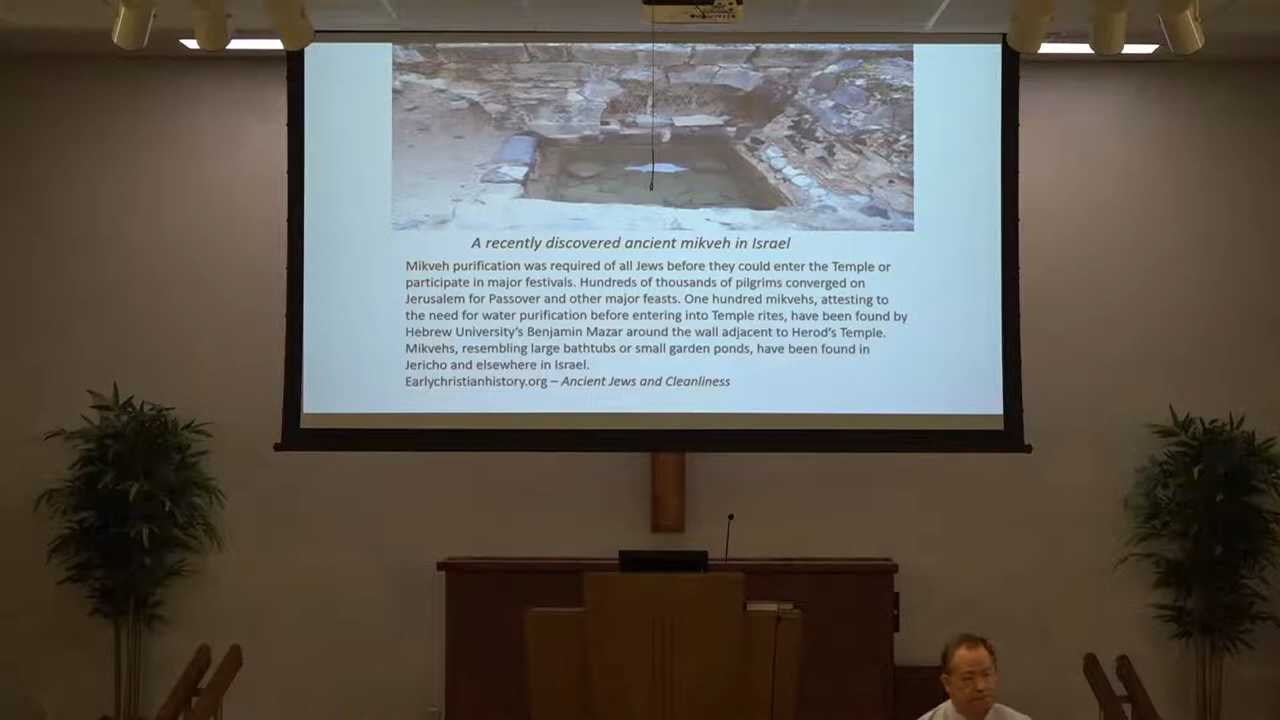 A recently discovered ancient mikveh in Israel
Mikveh purification was required of all Jews before they could enter the Temple or
participate in major festivals. Hundreds of thousands of pilgrims converged on
Jerusalem for Passover and other major feasts. One hundred mikvehs, attesting to
the need for water purification before entering into Temple rites, have been found by
Hebrew University's Benjamin Mazar around the wall adjacent to Herod's Temple.
Mikvehs, resembling large bathtubs or small garden ponds, have been found in
Jericho and elsewhere in Israel.
Earlychristianhistory.org – Ancient Jews and Cleanliness